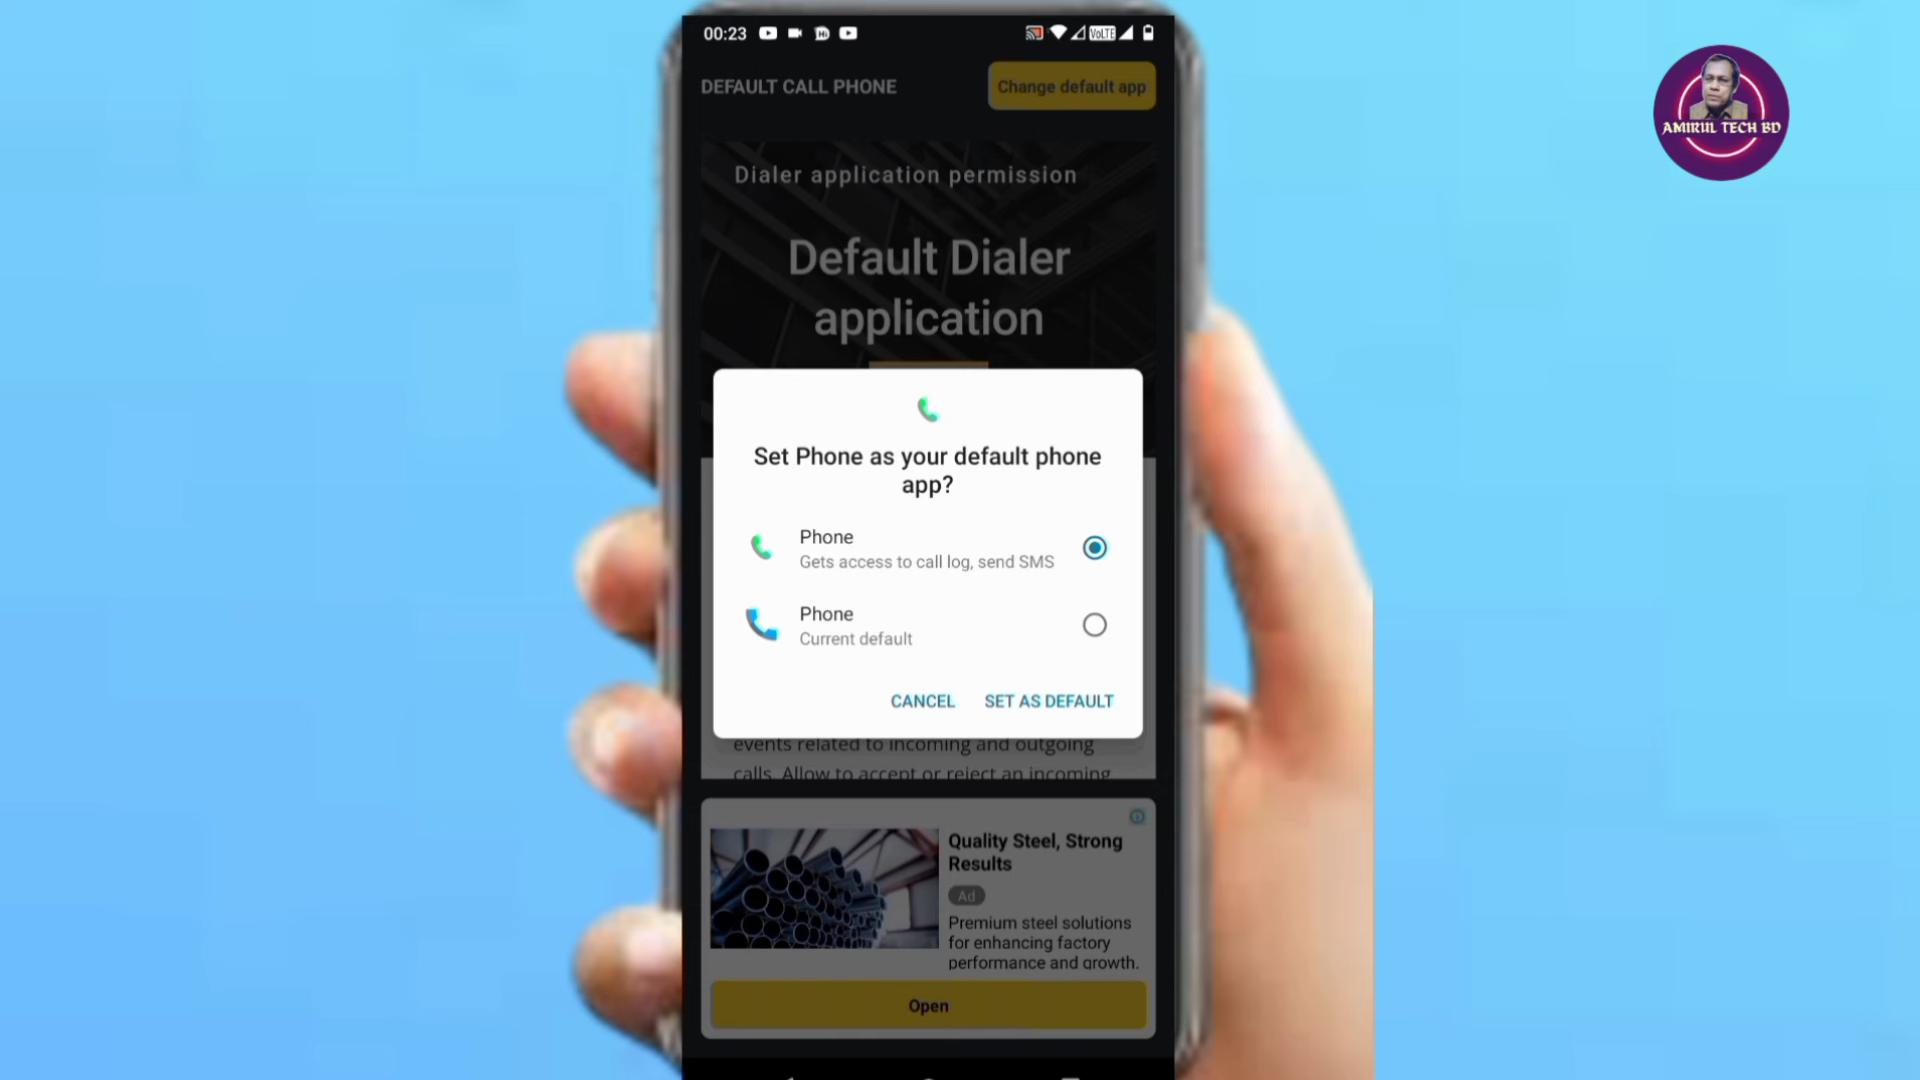 00:23
VoLTE
DEFAULT CALL PHONE
Change default app
AMIRUL TECH BD
Dialer application permission
Default Dialer
application
Set Phone as your default phone
app?
Phone
Gets access to call log, send SMS
Phone
Current default
CANCEL
SET AS DEFAULT
events related to incoming and outgoing
calls. Allow to accept or reject an incoming
Quality Steel, Strong
Results
Ad
Premium steel solutions
for enhancing factory
performance and growth.
Open